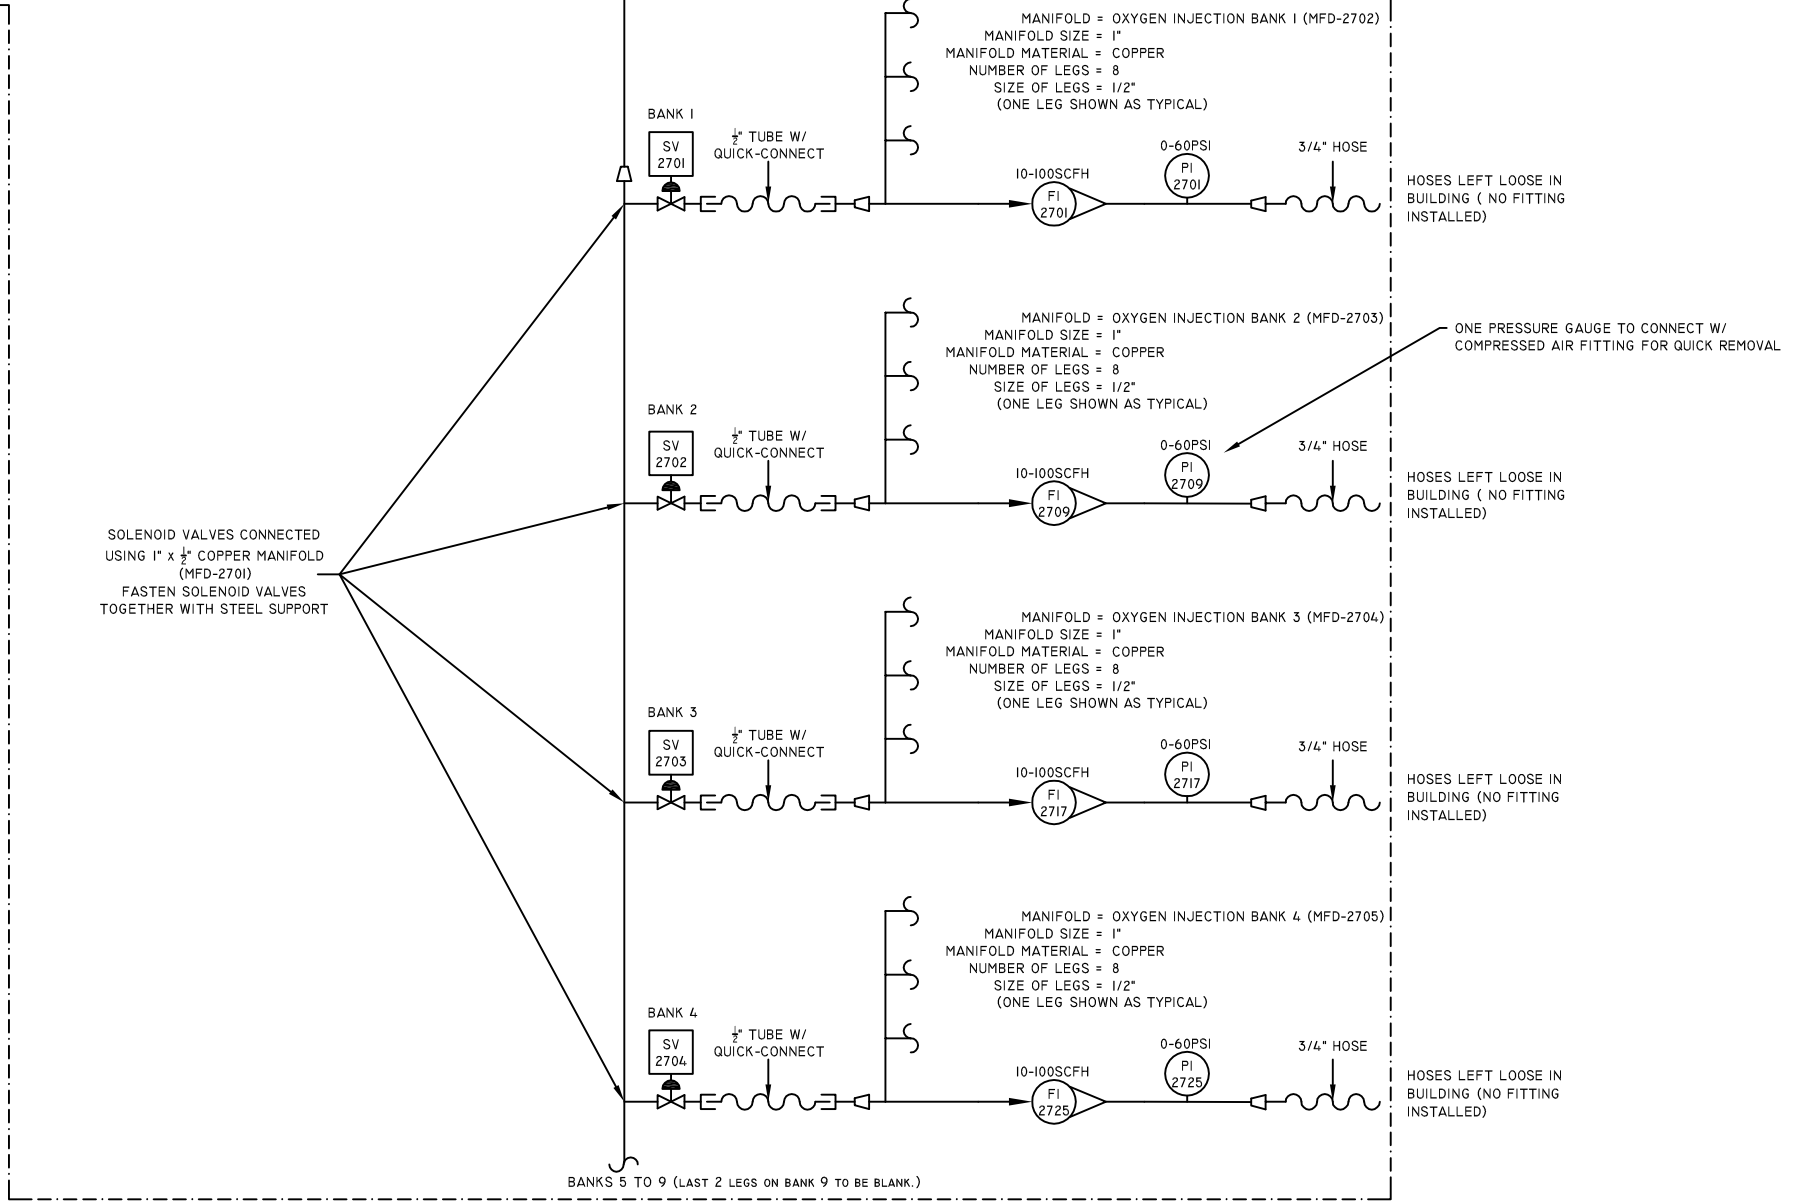 MANIFOLD = OXYGEN INJECTION BANK 1 (MFD-2702)
MANIFOLD SIZE = 1"
MANIFOLD MATERIAL = COPPER
NUMBER OF LEGS = 8
SIZE OF LEGS = 1/2"
(ONE LEG SHOWN AS TYPICAL)
BANK 1
SV
2701
½" TUBE W/
QUICK-CONNECT
10-100SCFH
FI
2701
0-60PSI
PI
2701
3/4" HOSE
HOSES LEFT LOOSE IN
BUILDING ( NO FITTING
INSTALLED)
MANIFOLD = OXYGEN INJECTION BANK 2 (MFD-2703)
MANIFOLD SIZE = 1"
MANIFOLD MATERIAL = COPPER
NUMBER OF LEGS = 8
SIZE OF LEGS = 1/2"
(ONE LEG SHOWN AS TYPICAL)
ONE PRESSURE GAUGE TO CONNECT W/
COMPRESSED AIR FITTING FOR QUICK REMOVAL
BANK 2
SV
2702
½" TUBE W/
QUICK-CONNECT
10-100SCFH
FI
2709
0-60PSI
PI
2709
3/4" HOSE
HOSES LEFT LOOSE IN
BUILDING ( NO FITTING
INSTALLED)
SOLENOID VALVES CONNECTED
USING 1" X ½" COPPER MANIFOLD
(MFD-2701)
FASTEN SOLENOID VALVES
TOGETHER WITH STEEL SUPPORT
MANIFOLD = OXYGEN INJECTION BANK 3 (MFD-2704)
MANIFOLD SIZE = 1"
MANIFOLD MATERIAL = COPPER
NUMBER OF LEGS = 8
SIZE OF LEGS = 1/2"
(ONE LEG SHOWN AS TYPICAL)
BANK 3
SV
2703
½" TUBE W/
QUICK-CONNECT
10-100SCFH
FI
2717
0-60PSI
PI
2717
3/4" HOSE
HOSES LEFT LOOSE IN
BUILDING (NO FITTING
INSTALLED)
MANIFOLD = OXYGEN INJECTION BANK 4 (MFD-2705)
MANIFOLD SIZE = 1"
MANIFOLD MATERIAL = COPPER
NUMBER OF LEGS = 8
SIZE OF LEGS = 1/2"
(ONE LEG SHOWN AS TYPICAL)
BANK 4
SV
2704
½" TUBE W/
QUICK-CONNECT
10-100SCFH
FI
2725
0-60PSI
PI
2725
3/4" HOSE
HOSES LEFT LOOSE IN
BUILDING (NO FITTING
INSTALLED)
BANKS 5 TO 9 (LAST 2 LEGS ON BANK 9 TO BE BLANK.)